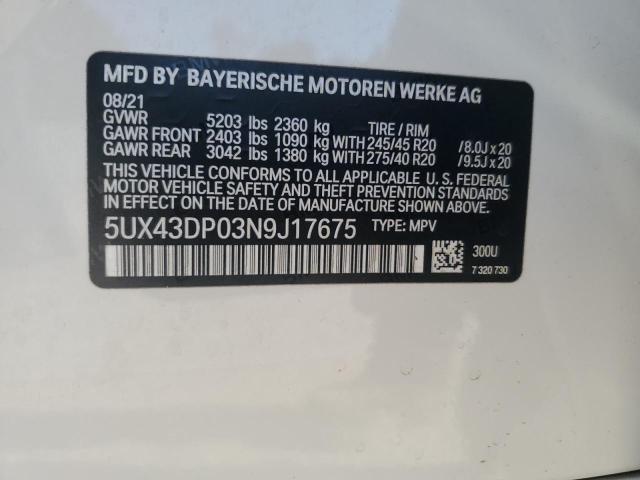 MFD BY BAYERISCHE MOTOREN WERKE AG
08/21
GVWR 5203 lbs 2360 kg TIRE / RIM
GAWR FRONT 2403 lbs 1090 kg WITH 245/45 R20 /8.0J x 20
GAWR REAR 3042 lbs 1380 kg WITH 275/40 R20 /9.5J x 20
THIS VEHICLE CONFORMS TO ALL APPLICABLE U.S. FEDERAL
MOTOR VEHICLE SAFETY AND THEFT PREVENTION STANDARDS
IN EFFECT ON THE DATE OF MANUFACTURE SHOWN ABOVE.
5UX43DP03N9J17675 TYPE: MPV
300U
7 320 730